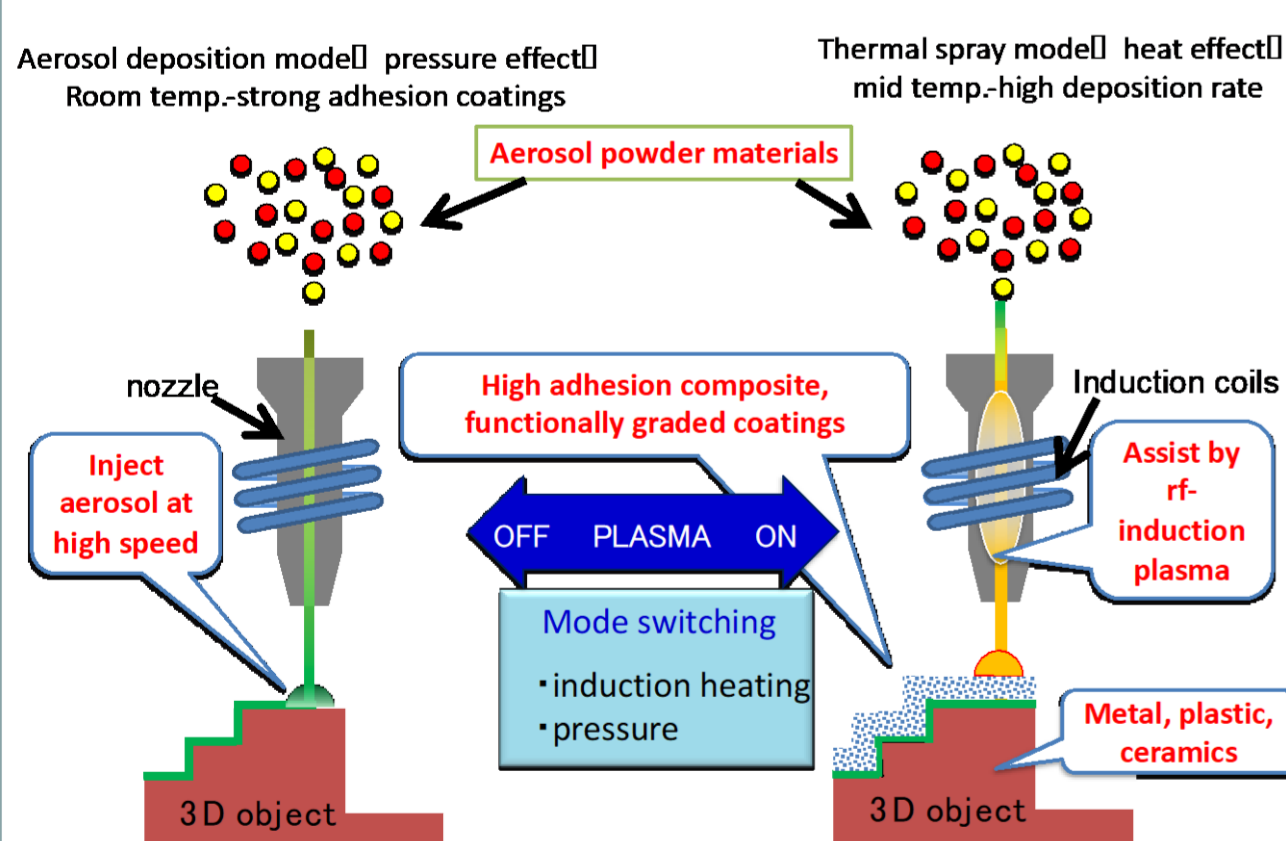 Aerosol deposition mode▯ pressure effect▯
Room temp.-strong adhesion coatings
Thermal spray mode▯ heat effect▯
mid temp.-high deposition rate
Aerosol powder materials
nozzle
High adhesion composite,
functionally graded coatings
Induction coils
Inject
aerosol at
high speed
Assist by
rf-
induction
plasma
OFF PLASMA ON
Mode switching
・induction heating
・pressure
Metal, plastic,
ceramics
3D object
3D object